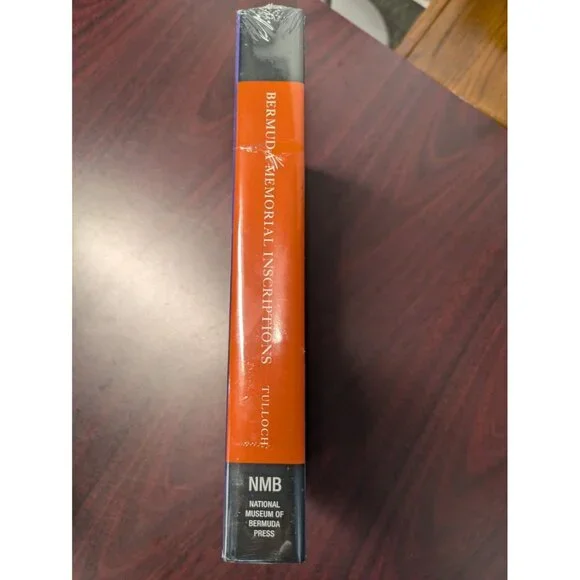 BERMUDA MEMORIAL INSCRIPTIONS
TULLOCH
NMB
NATIONAL
MUSEUM OF
BERMUDA
PRESS